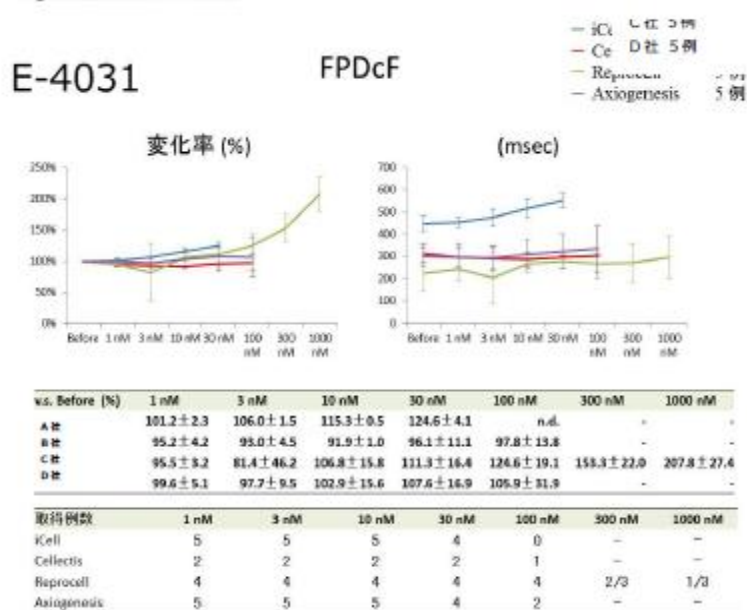 C社 5例
D社 5例
Axiogenesis 5例
E-4031
FPDcF
変化率 (%)
250%
200%
150%
100%
50%
0%
Before 1 nM 3 nM 10 nM 30 nM 100 nM 300 nM 1000 nM
(msec)
700
600
500
400
300
200
100
0
Before 1 nM 3 nM 10 nM 30 nM 100 nM 300 nM 1000 nM
v.s. Before (%) 1 nM 3 nM 10 nM 30 nM 100 nM 300 nM 1000 nM
A社 101.2±2.3 106.0±1.5 115.3±0.5 124.6±4.1 n.d. - -
B社 95.2±4.2 93.0±4.5 91.9±1.0 96.1±11.1 97.8±13.8 - -
C社 95.5±3.2 81.4±46.2 106.8±15.8 111.3±16.4 124.6±19.1 153.3±22.0 207.8±27.4
D社 99.6±5.1 97.7±9.5 102.9±15.6 107.6±16.9 105.9±31.9 - -
取得例数 1 nM 3 nM 10 nM 30 nM 100 nM 300 nM 1000 nM
iCell 5 5 5 4 0 - -
Cellectis 2 2 2 2 1 - -
Reprocell 4 4 4 4 4 2/3 1/3
Axiogenesis 5 5 5 4 2 - -